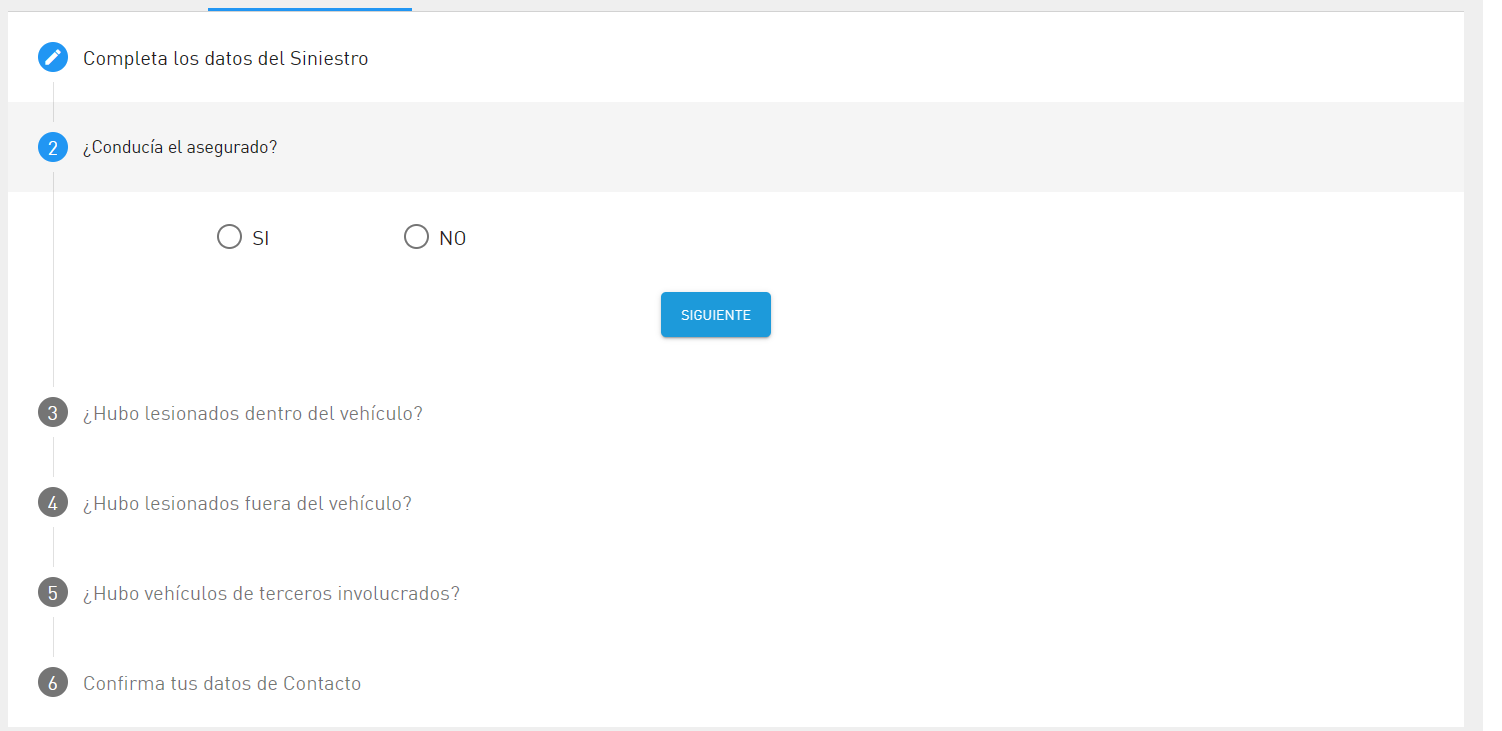 Completa los datos del Siniestro
2 ¿Conducía el asegurado?
SI NO
SIGUIENTE
3 ¿Hubo lesionados dentro del vehículo?
4 ¿Hubo lesionados fuera del vehículo?
5 ¿Hubo vehículos de terceros involucrados?
6 Confirma tus datos de Contacto